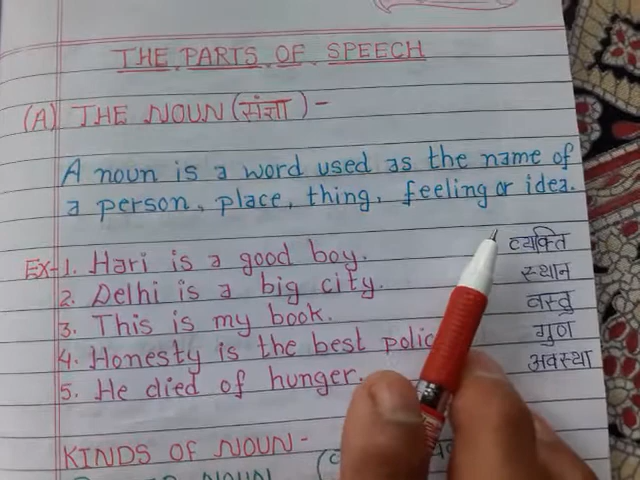 THE PARTS OF SPEECH
(A) THE NOUN (संज्ञा) -
A noun is a word used as the name of
a person, place, thing, feeling or idea.
Ex-1. Hari is a good boy. व्यक्ति
2. Delhi is a big city. स्थान
3. This is my book. वस्तु
4. Honesty is the best गुण
5. He died of hunger. अवस्था
KINDS OF NOUN-
NOUN